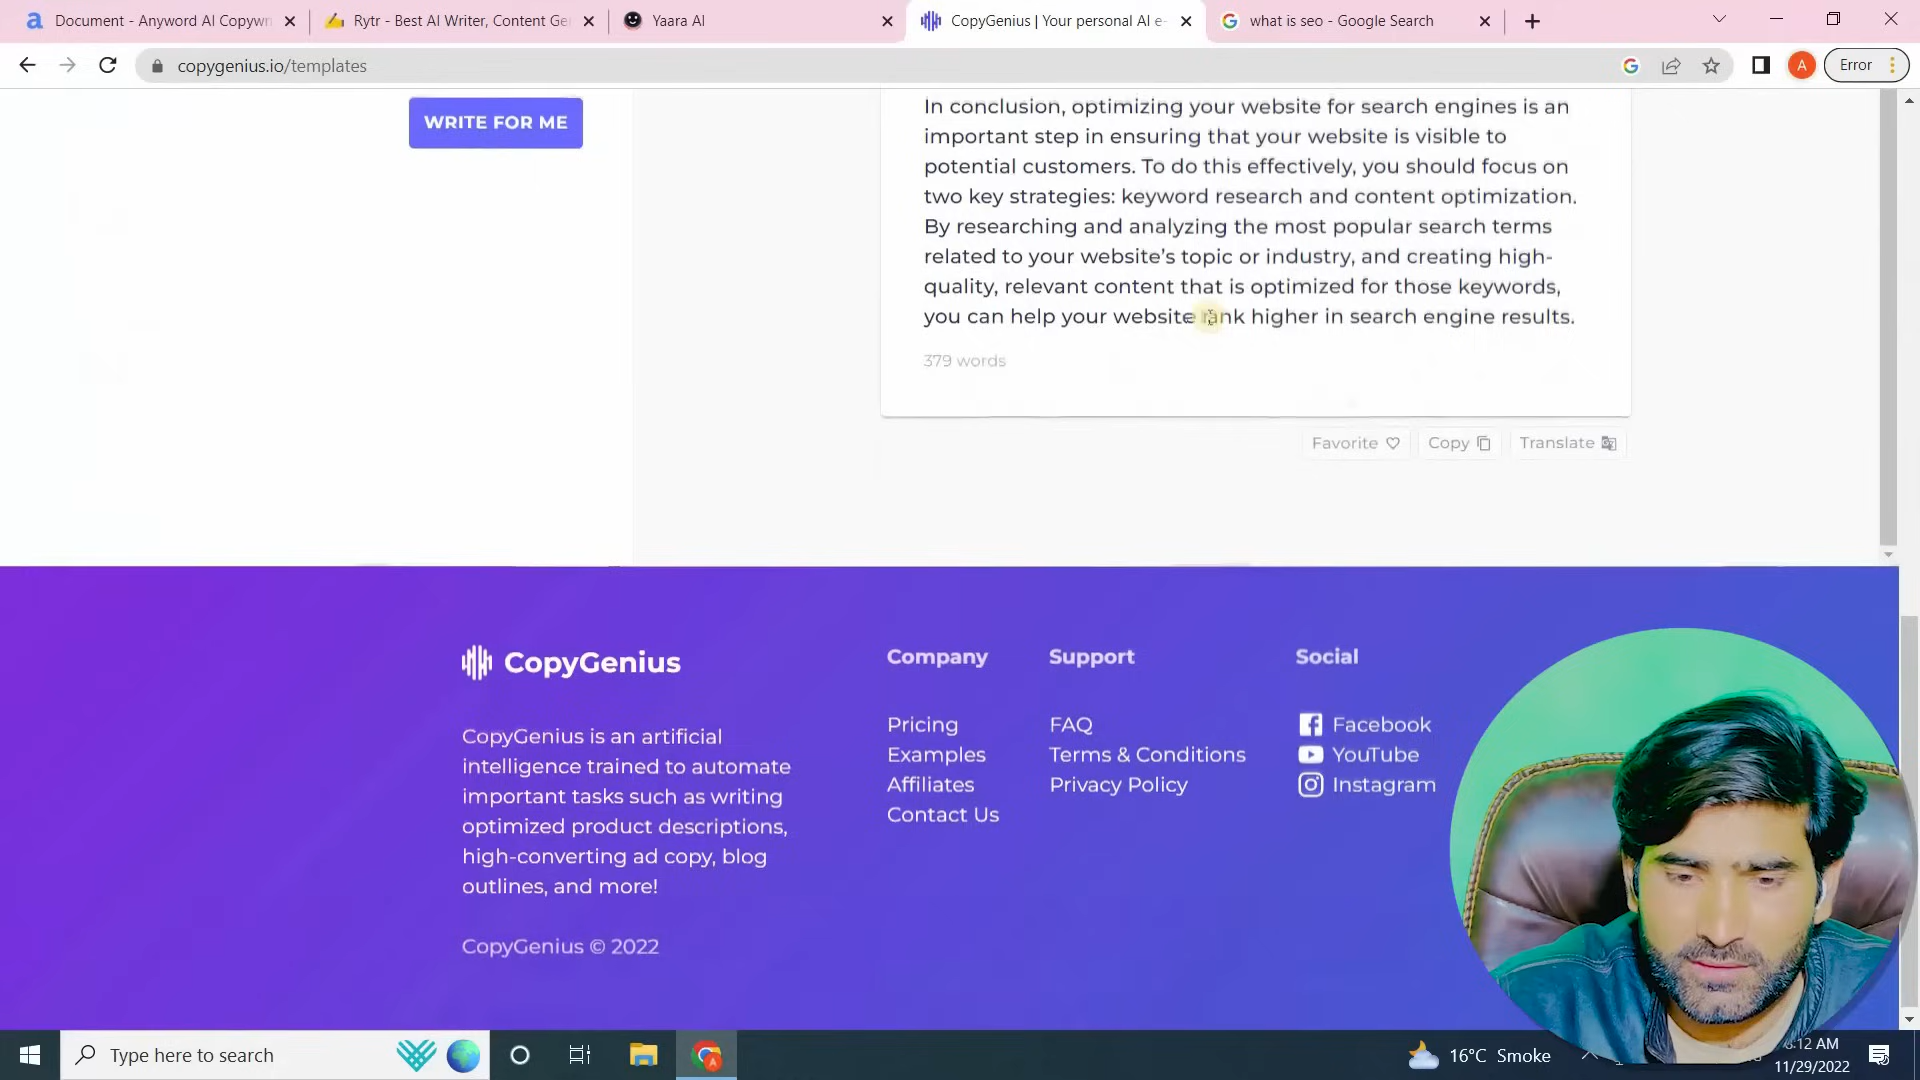 Document - Anyword AI Copywr
Rytr - Best AI Writer, Content Ge
Yaara AI
CopyGenius | Your personal AI e-
what is seo - Google Search
copygenius.io/templates
A
Error
WRITE FOR ME
In conclusion, optimizing your website for search engines is an
important step in ensuring that your website is visible to
potential customers. To do this effectively, you should focus on
two key strategies: keyword research and content optimization.
By researching and analyzing the most popular search terms
related to your website's topic or industry, and creating high-
quality, relevant content that is optimized for those keywords,
you can help your website rank higher in search engine results.
379 words
Favorite
Copy
Translate
CopyGenius
CopyGenius is an artificial
intelligence trained to automate
important tasks such as writing
optimized product descriptions,
high-converting ad copy, blog
outlines, and more!
CopyGenius © 2022
Company
Pricing
Examples
Affiliates
Contact Us
Support
FAQ
Terms & Conditions
Privacy Policy
Social
Facebook
YouTube
Instagram
Type here to search
16°C Smoke
:12 AM
11/29/2022